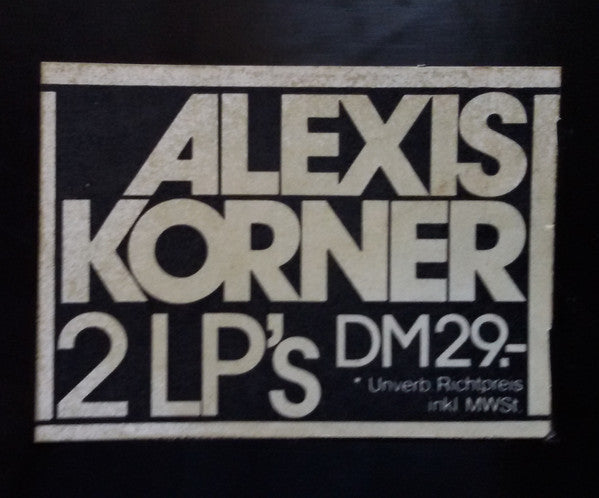 ALEXIS
KORNER
2 LP's DM 29.-
* Unverb Richtpreis
inkl MWSt.